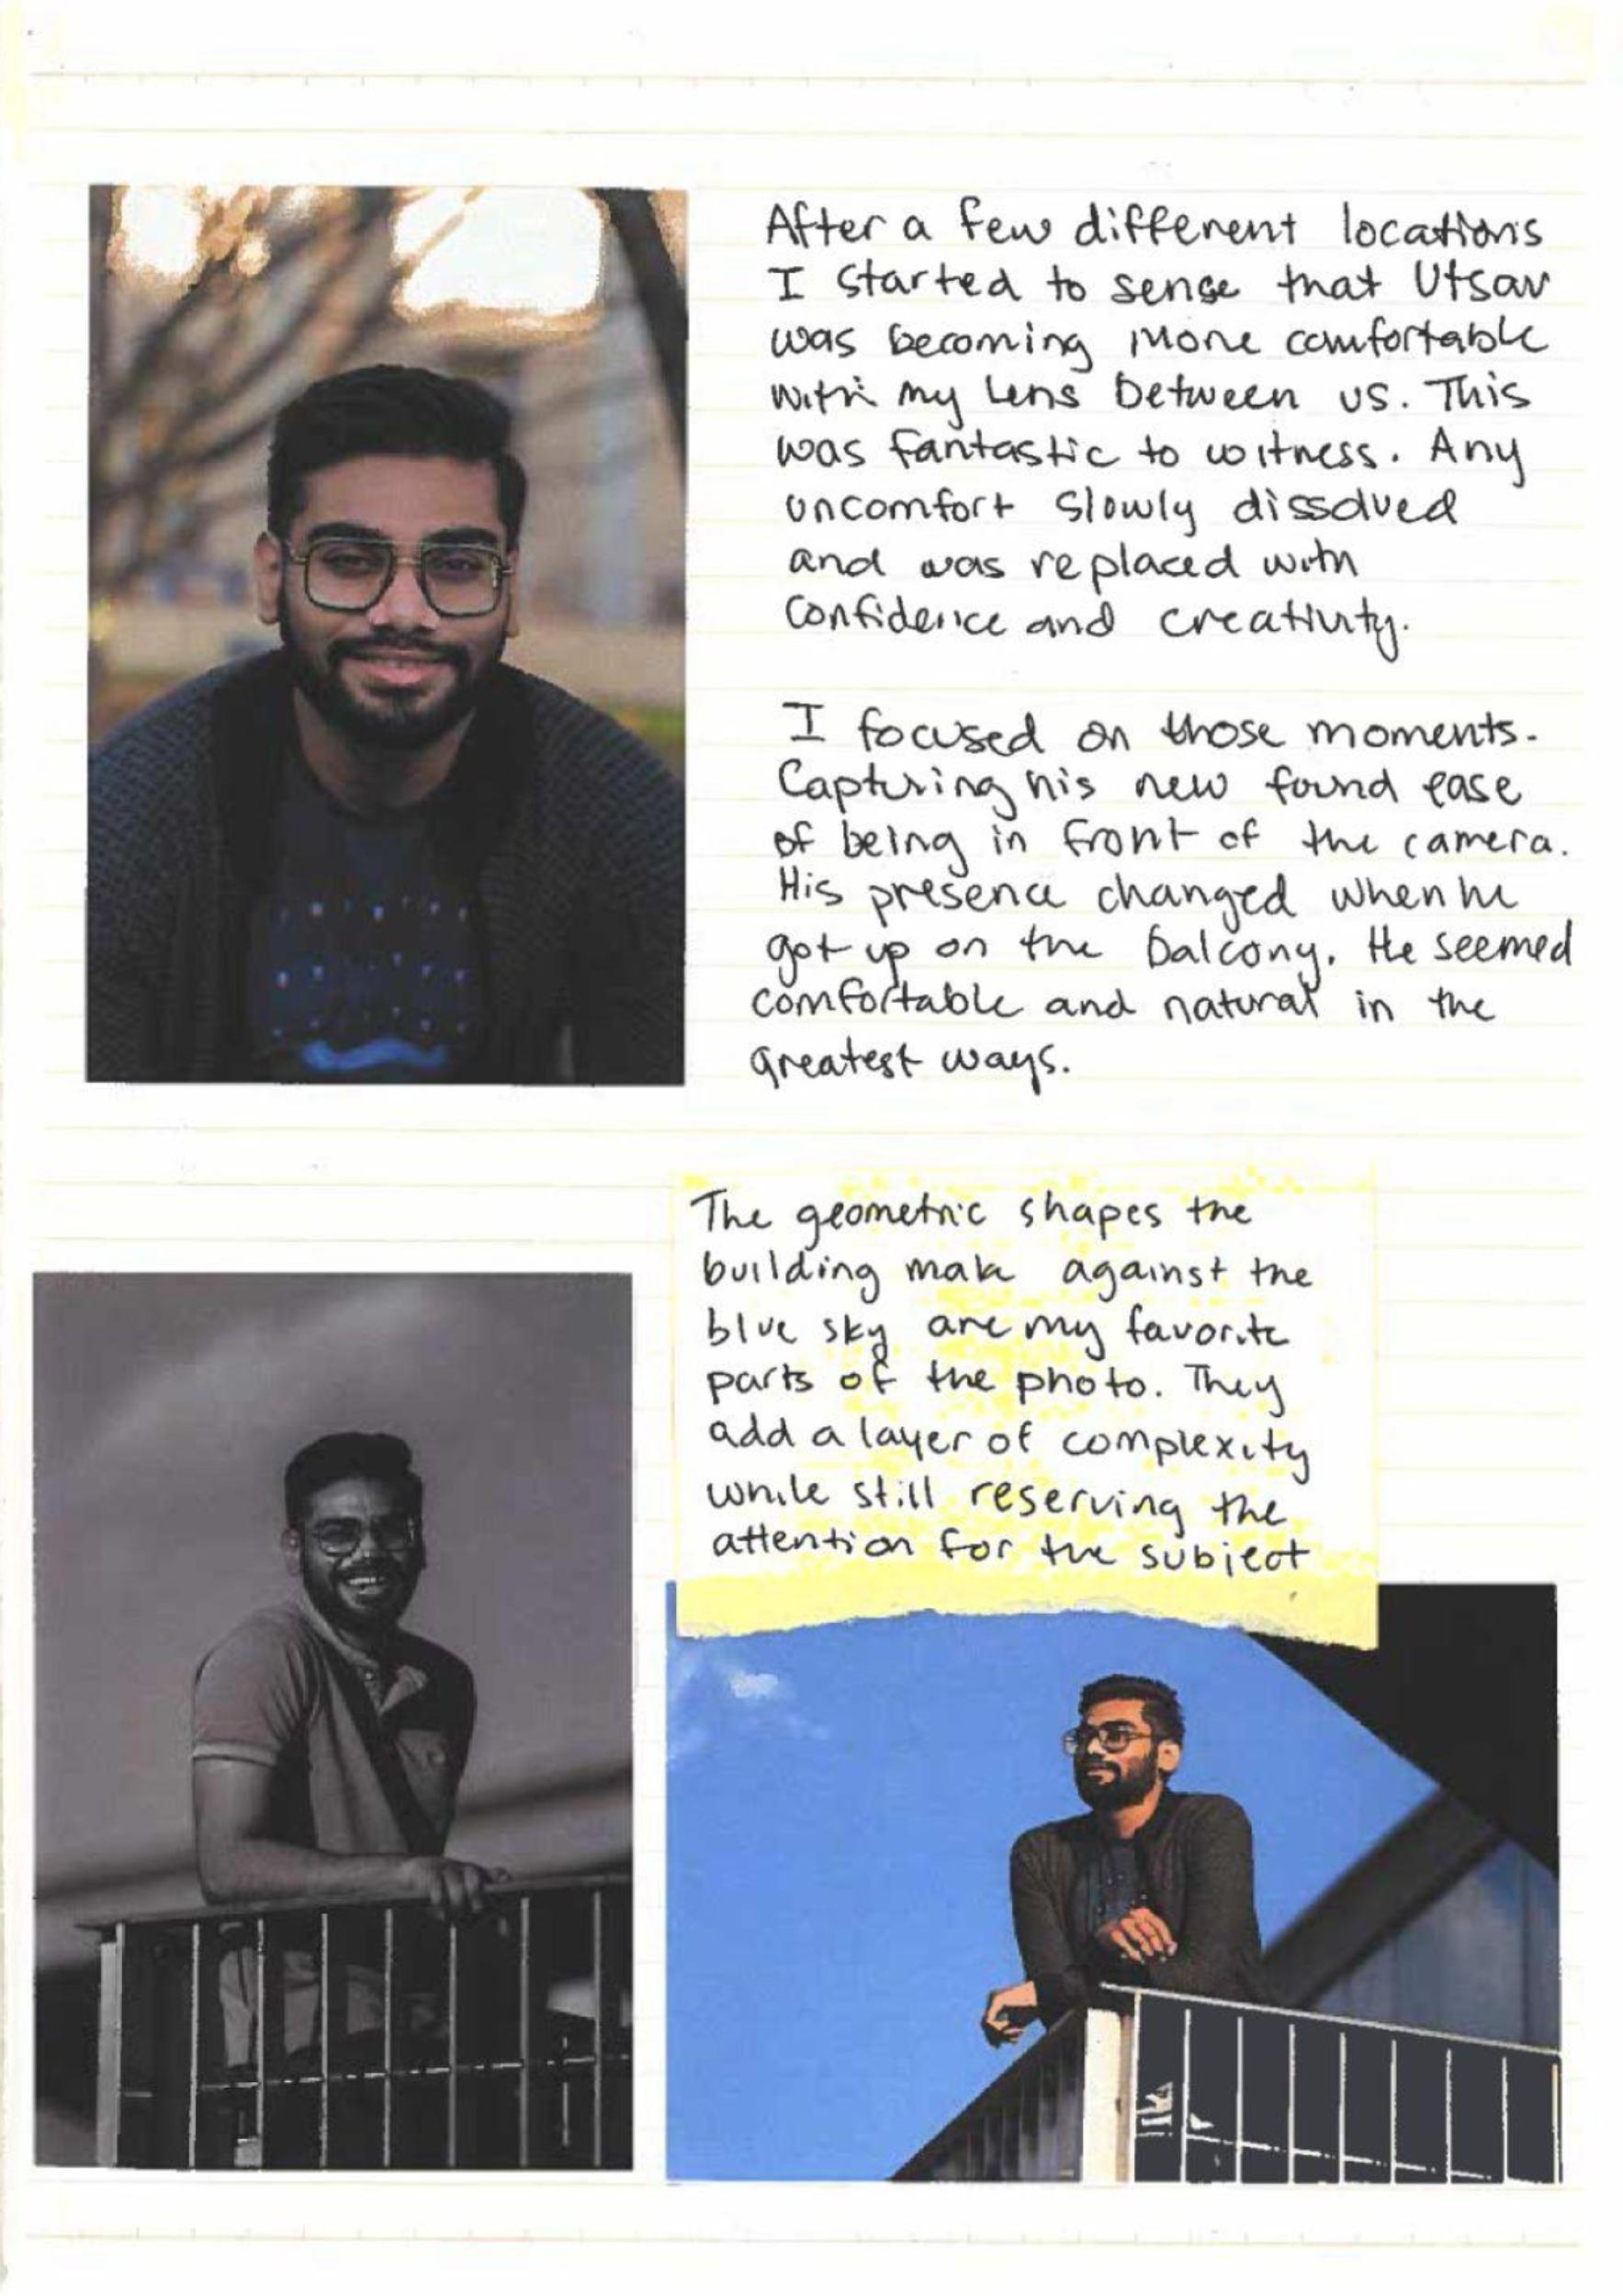 After a few different locations
I started to sense that Utsav
was becoming more comfortable
with my lens between us. This
was fantastic to witness. Any
uncomfort slowly dissolved
and was replaced with
confidence and creativity.
I focused on those moments.
Capturing his new found ease
of being in front of the camera.
His presence changed when he
got up on the balcony. He seemed
comfortable and natural in the
greatest ways.
The geometric shapes the
building make against the
blue sky are my favorite
parts of the photo. They
add a layer of complexity
while still reserving the
attention for the subject